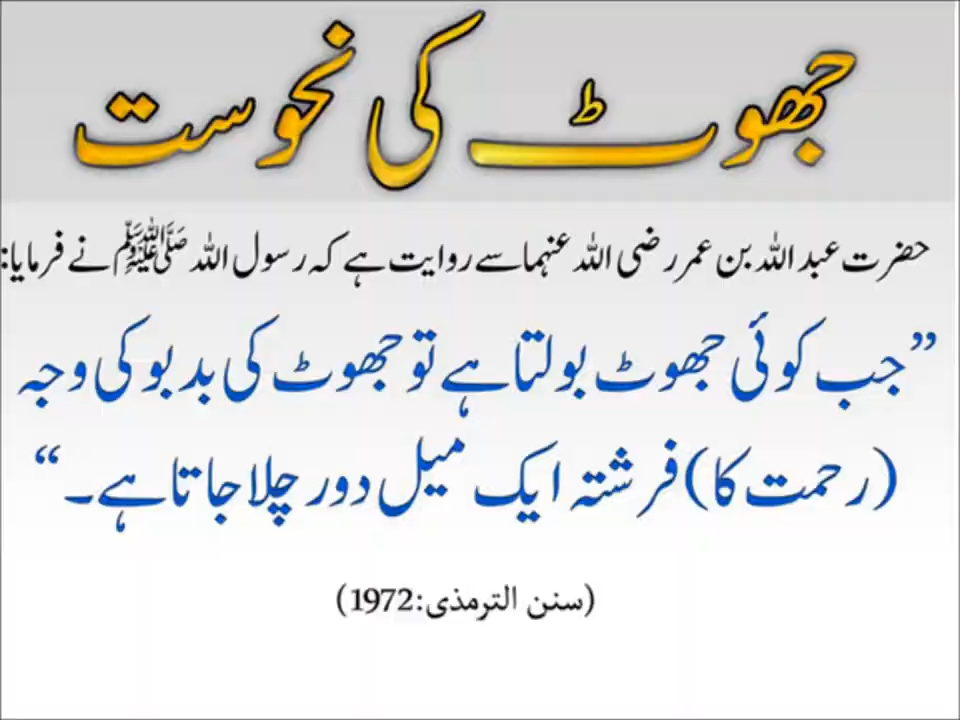 جھوٹ کی نحوست
حضرت عبد اللہ بن عمر رضی اللہ عنہما سے روایت ہے کہ رسول اللہ ﷺ نے فرمایا:
”جب کوئی جھوٹ بولتا ہے تو جھوٹ کی بدبو کی وجہ
(رحمت کا) فرشتہ ایک میل دور چلا جاتا ہے۔“
(سنن الترمذی:1972)